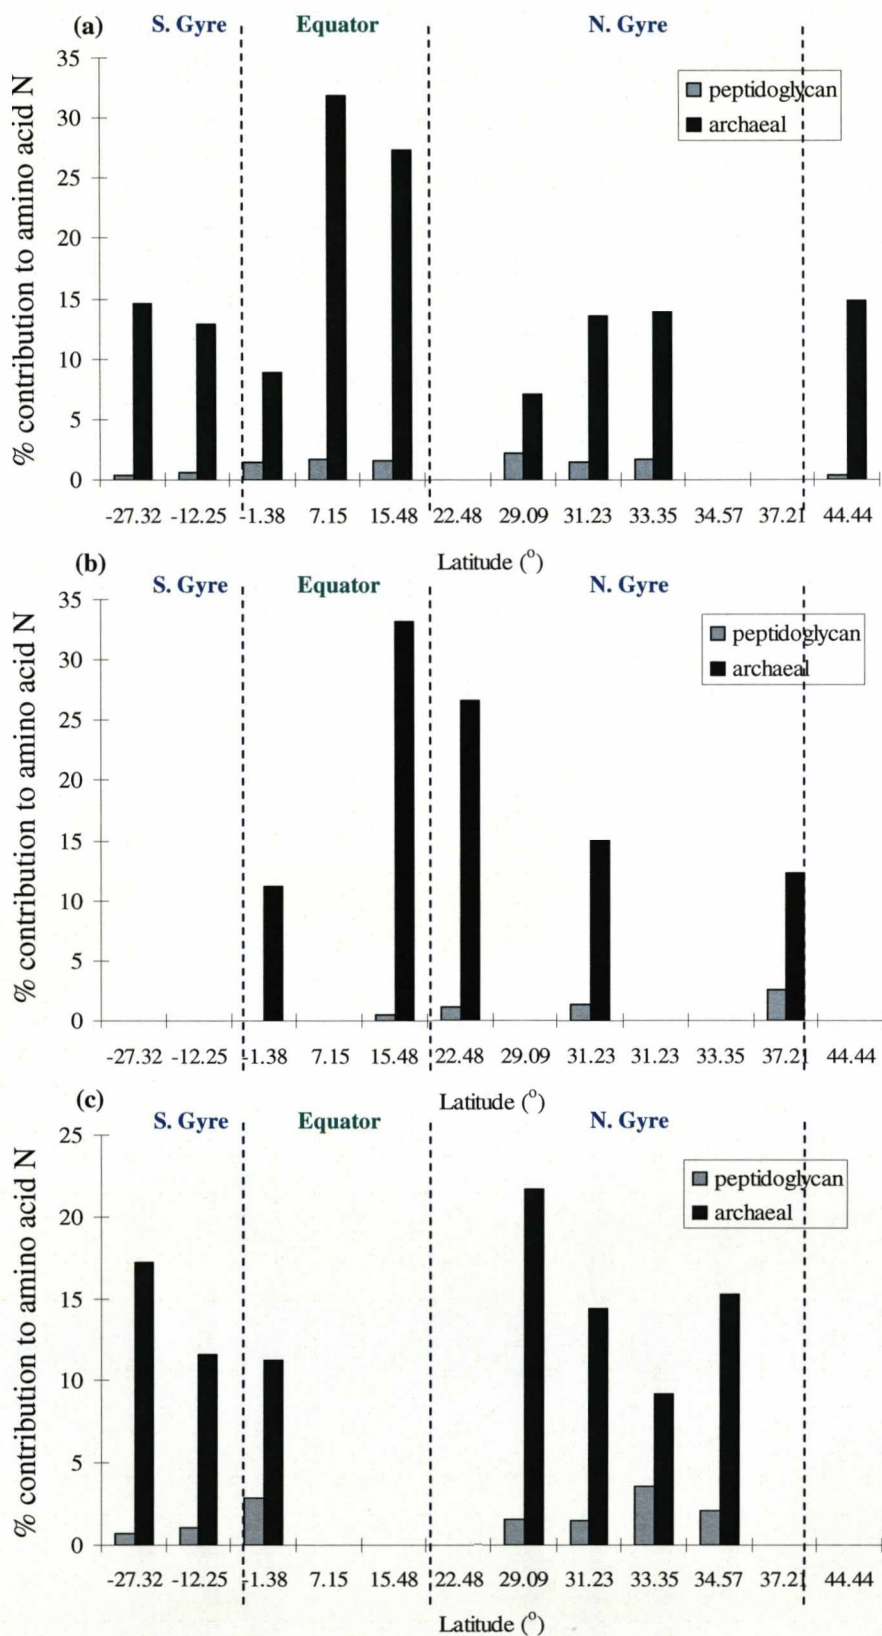 (a) S. Gyre Equator N. Gyre
% contribution to amino acid N
35
30
25
20
15
10
5
0
peptidoglycan
archaeal
-27.32 -12.25 -1.38 7.15 15.48 22.48 29.09 31.23 33.35 34.57 37.21 44.44
Latitude (o)
(b) S. Gyre Equator N. Gyre
% contribution to amino acid N
35
30
25
20
15
10
5
0
peptidoglycan
archaeal
-27.32 -12.25 -1.38 7.15 15.48 22.48 29.09 31.23 31.23 33.35 37.21 44.44
Latitude (o)
(c) S. Gyre Equator N. Gyre
% contribution to amino acid N
25
20
15
10
5
0
peptidoglycan
archaeal
-27.32 -12.25 -1.38 7.15 15.48 22.48 29.09 31.23 33.35 34.57 37.21 44.44
Latitude (o)